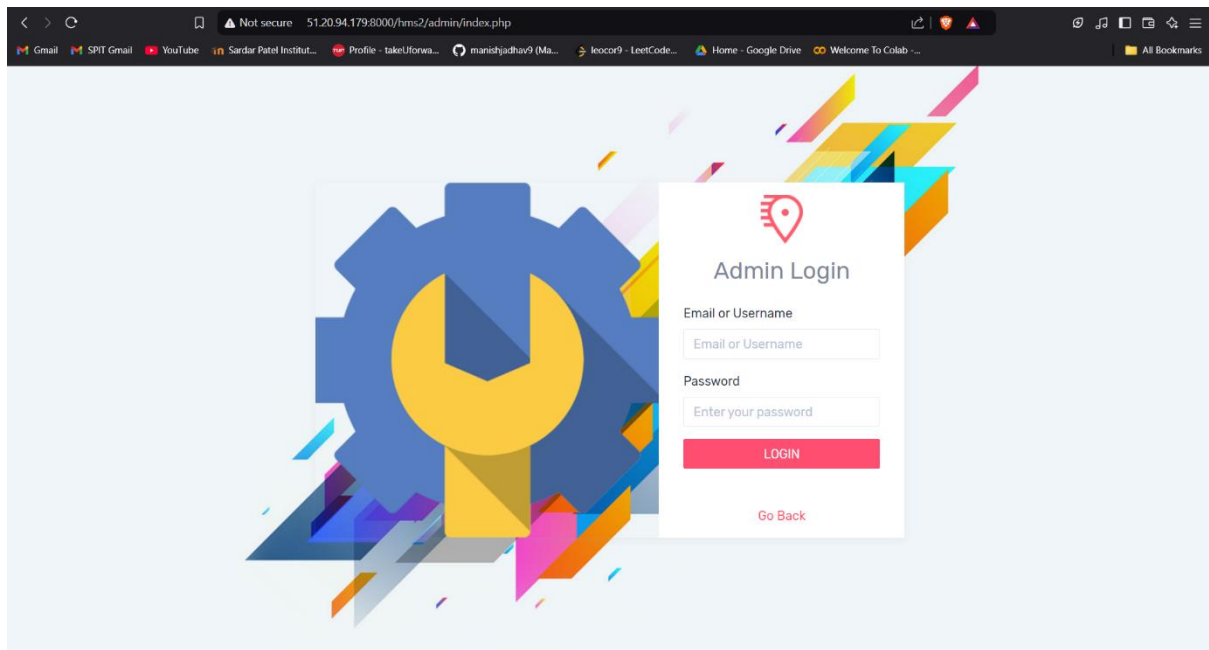 Not secure 51.20.94.179:8000/hms2/admin/index.php
Gmail SPIT Gmail YouTube Sardar Patel Institut... Profile - takeUforwa... manishjadhav9 (Ma... leocor9 - LeetCode... Home - Google Drive Welcome To Colab -... All Bookmarks
Admin Login
Email or Username
Email or Username
Password
Enter your password
LOGIN
Go Back